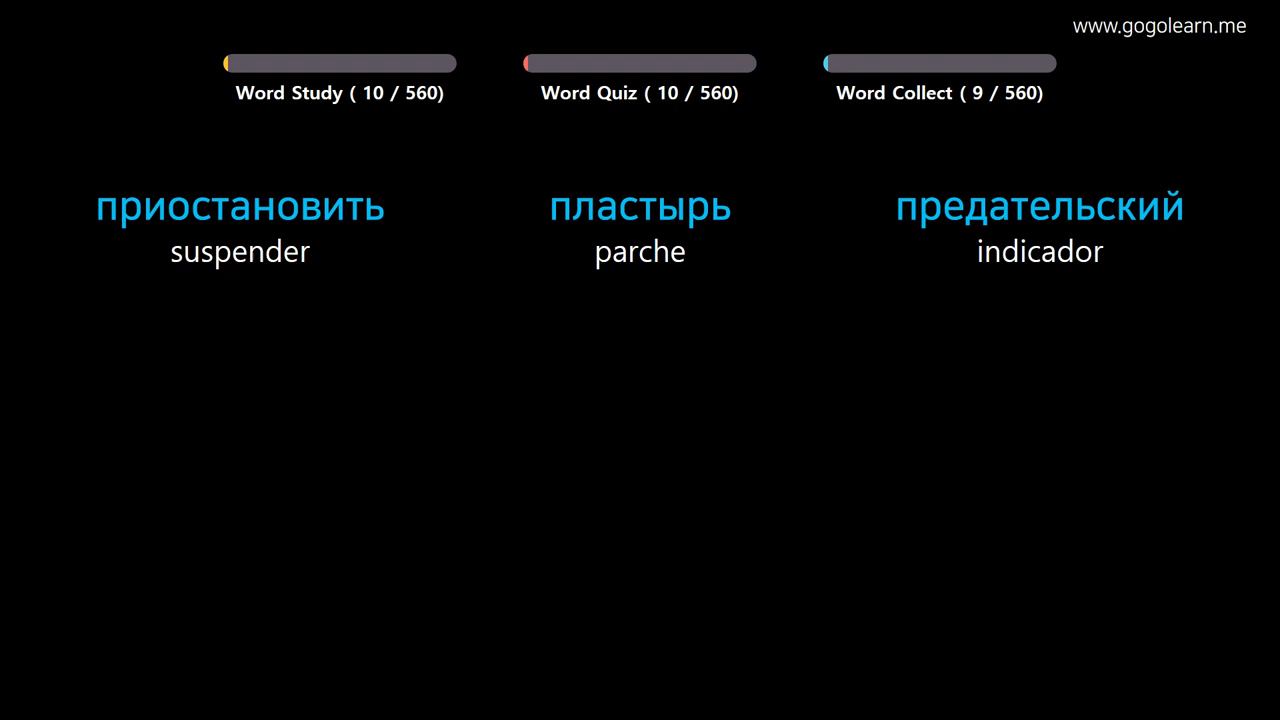 www.gogolearn.me
Word Study ( 10 / 560)
Word Quiz ( 10 / 560)
Word Collect ( 9 / 560)
приостановить
suspender
пластырь
parche
предательский
indicador